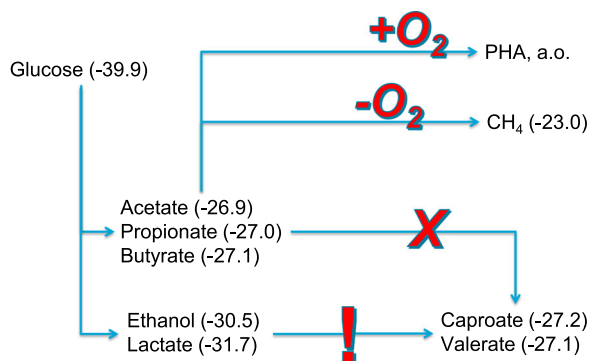 +O2
PHA, a.o.
Glucose (-39.9)
-O2
CH4 (-23.0)
Acetate (-26.9)
Propionate (-27.0)
Butyrate (-27.1)
X
Ethanol (-30.5)
Lactate (-31.7)
!
Caproate (-27.2)
Valerate (-27.1)